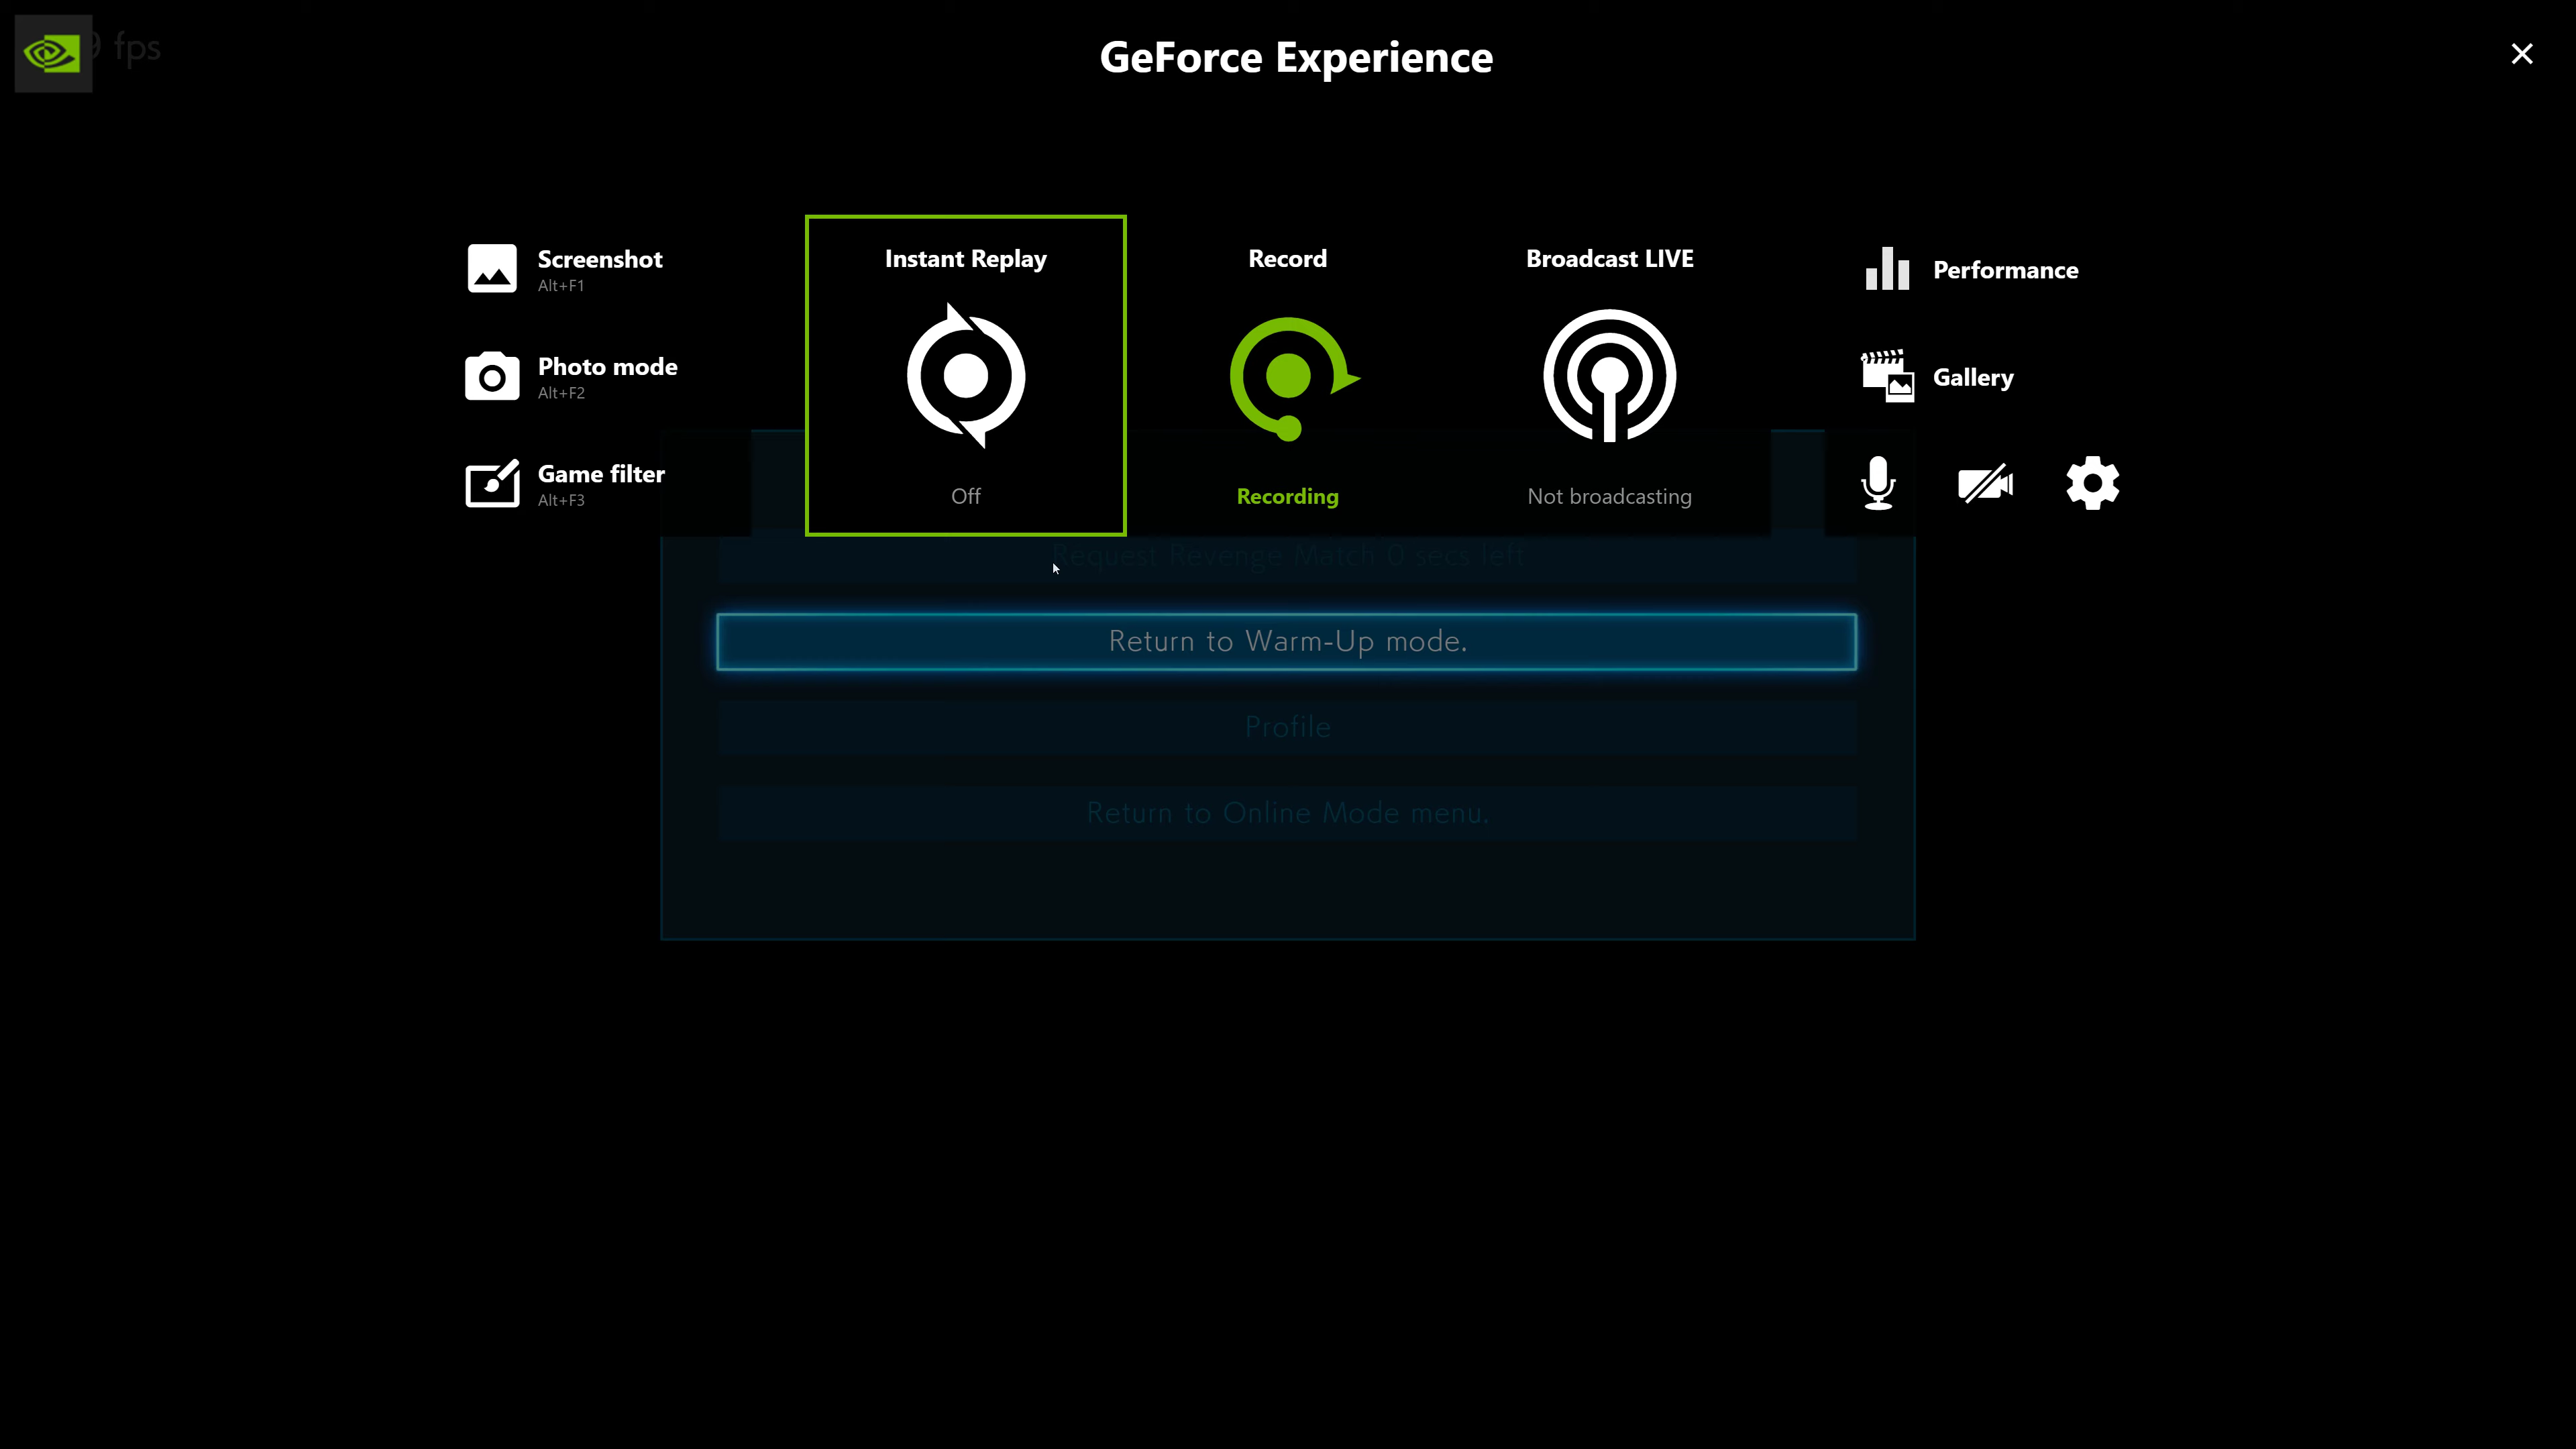 9 fps
GeForce Experience
Screenshot
Alt+F1
Photo mode
Alt+F2
Game filter
Alt+F3
Instant Replay
Off
Record
Recording
Broadcast LIVE
Not broadcasting
Performance
Gallery
Request Revenge Match 0 secs left
Return to Warm-Up mode.
Profile
Return to Online Mode menu.